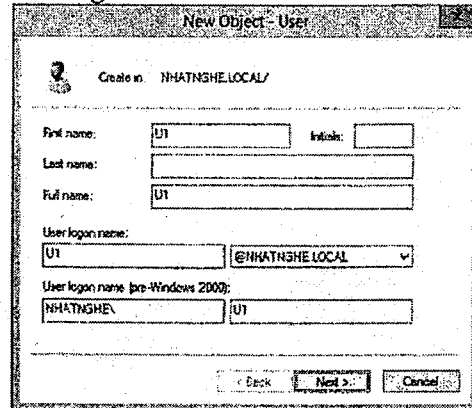 New Object - User
Create in: NHATNGHE.LOCAL/
First name: U1 Initials:
Last name:
Full name: U1
User logon name:
U1 @NHATNGHE.LOCAL
User logon name (pre-Windows 2000):
NHATNGHE\ U1
< Back Next > Cancel